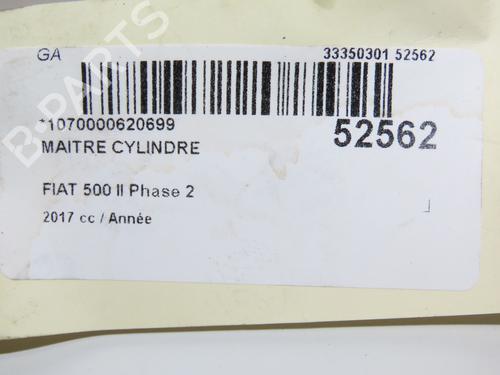 GA 33350301 52562
*1070000620699
52562
MAITRE CYLINDRE
FIAT 500 II Phase 2
2017 cc / Année
B-PARTS